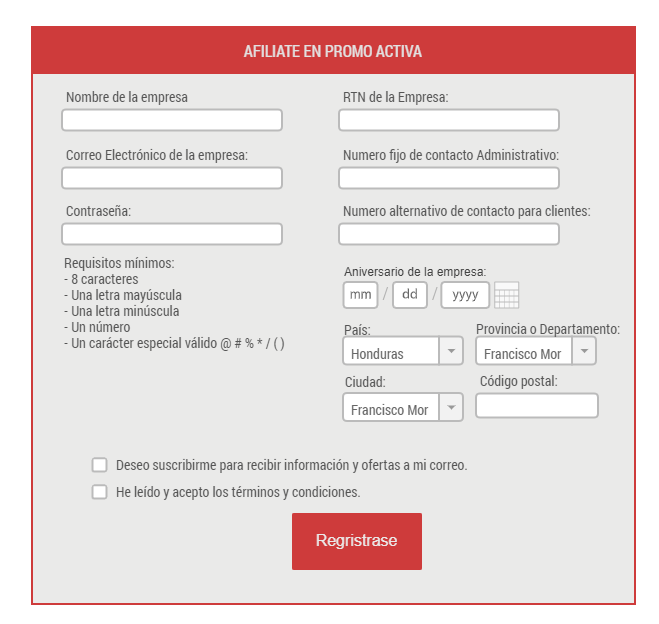 AFILIATE EN PROMO ACTIVA
Nombre de la empresa
RTN de la Empresa:
Correo Electrónico de la empresa:
Numero fijo de contacto Administrativo:
Contraseña:
Numero alternativo de contacto para clientes:
Requisitos mínimos:
- 8 caracteres
- Una letra mayúscula
- Una letra minúscula
- Un número
- Un carácter especial válido @ # % * / ( )
Aniversario de la empresa:
mm / dd / yyyy
País:
Provincia o Departamento:
Honduras
Francisco Mor
Ciudad:
Código postal:
Francisco Mor
Deseo suscribirme para recibir información y ofertas a mi correo.
He leído y acepto los términos y condiciones.
Regristrase